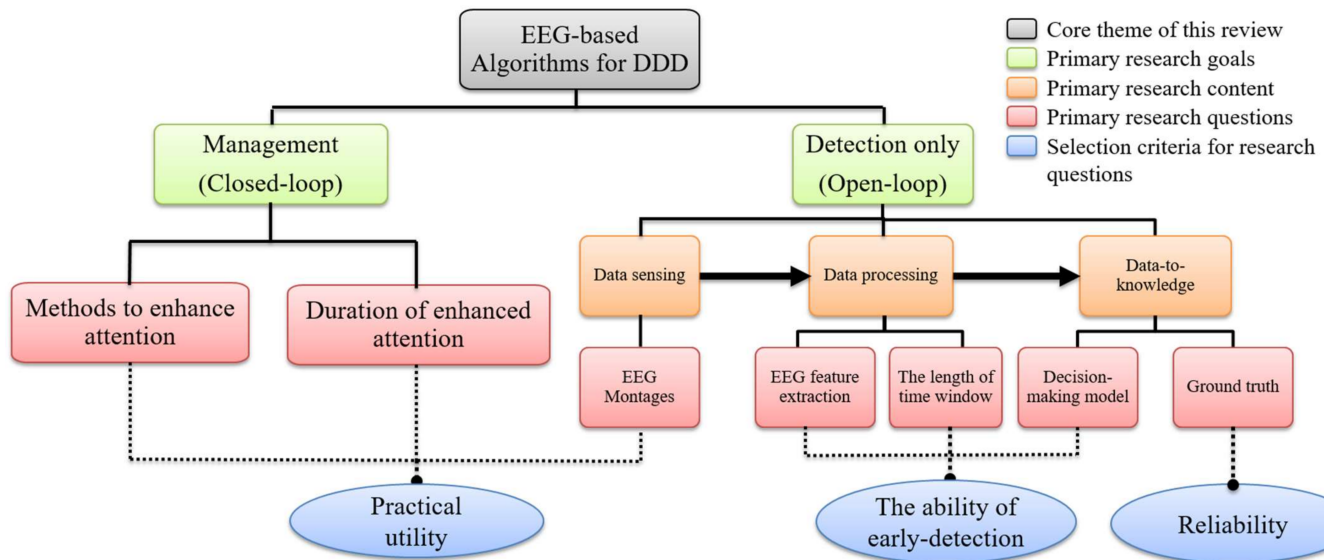 EEG-based
Algorithms for DDD
Core theme of this review
Primary research goals
Primary research content
Primary research questions
Selection criteria for research
questions
Management
(Closed-loop)
Detection only
(Open-loop)
Data sensing
Data processing
Data-to-
knowledge
Methods to enhance
attention
Duration of enhanced
attention
EEG
Montages
EEG feature
extraction
The length of
time window
Decision-
making model
Ground truth
Practical
utility
The ability of
early-detection
Reliability